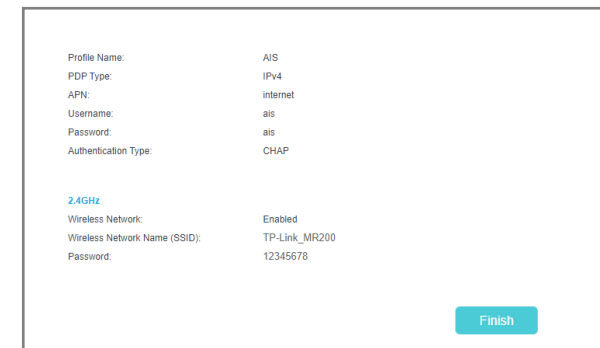 Profile Name: AIS
PDP Type: IPv4
APN: internet
Username: ais
Password: ais
Authentication Type: CHAP
2.4GHz
Wireless Network: Enabled
Wireless Network Name (SSID): TP-Link_MR200
Password: 12345678
Finish